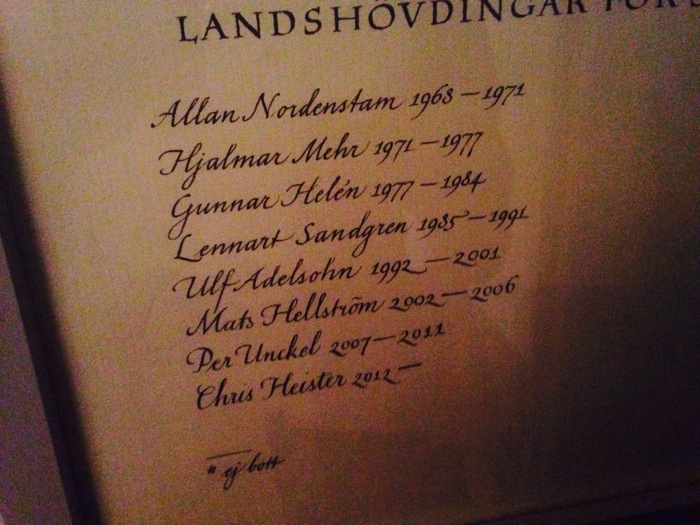 LANDSHÖVDINGAR FÖR
Allan Nordenstam 1968–1971
Hjalmar Mehr 1971–1977
Gunnar Helén 1977–1984
Lennart Sandgren 1985–1991
Ulf Adelsohn 1992–2001
Mats Hellström 2002–2006
Per Unckel 2007–2011
Chris Heister 2012–
* ej bott